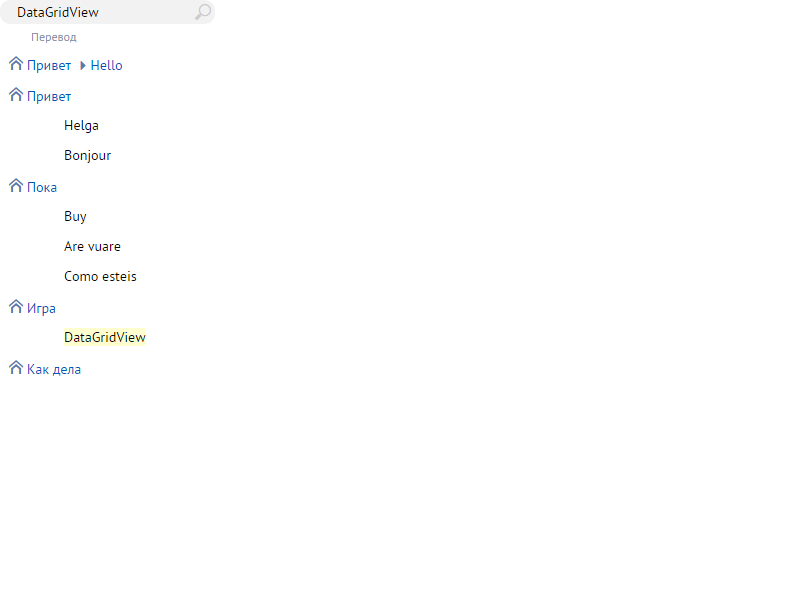 DataGridView
Перевод
Привет Hello
Привет
Helga
Bonjour
Пока
Buy
Are vuare
Como esteis
Игра
DataGridView
Как дела